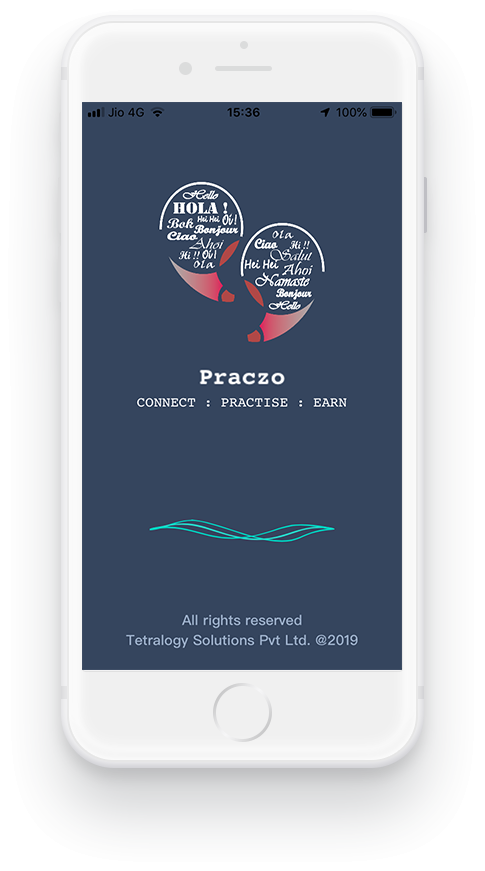 Jio 4G 15:36 100%
Hello
HOLA !
Bok Hei Hei Oi!
Ciao Bonjour
Ahoi
Hi !! Oi!
Ola
Ola
Ciao Hi !!
Salut
Hei Hei Ahoi
Namaste
Bonjour
Hello
Praczo
CONNECT : PRACTISE : EARN
All rights reserved
Tetralogy Solutions Pvt Ltd. @2019